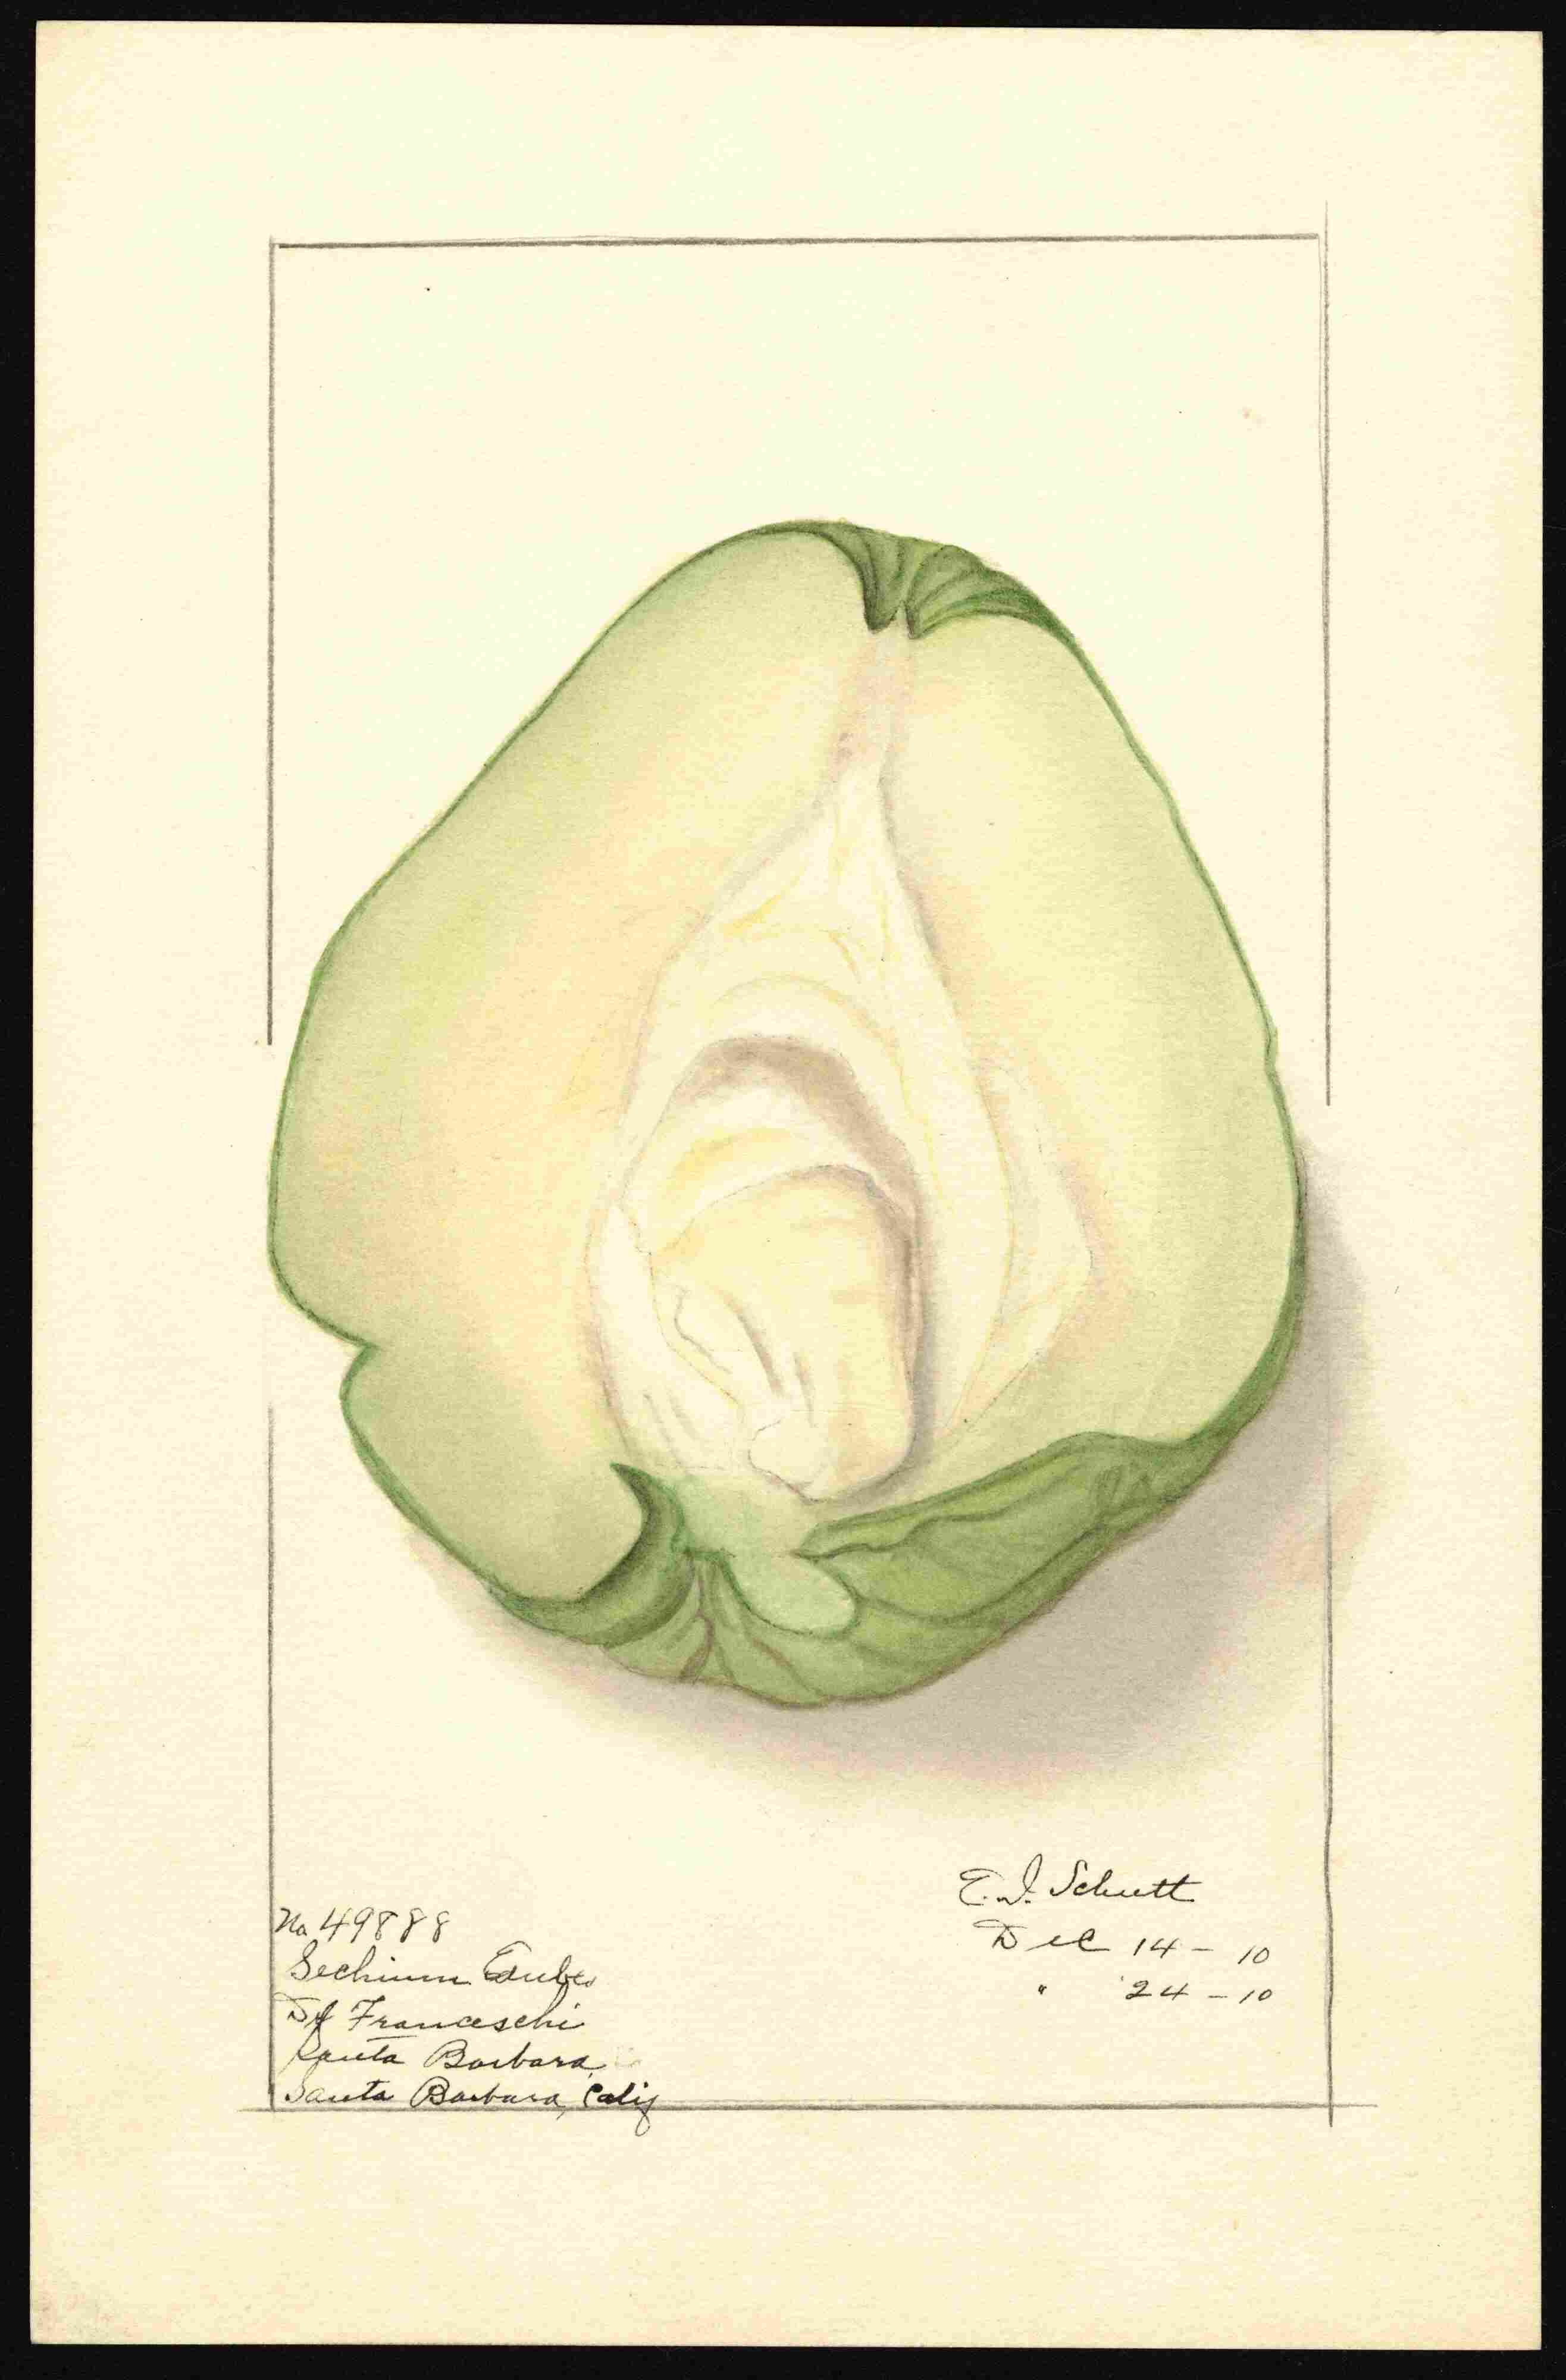 No 49888
Sechium Edule
Dr Franceschi
Santa Barbara
Santa Barbara, Calif
E.I. Schutt
Dec 14 - 10
" 24 - 10